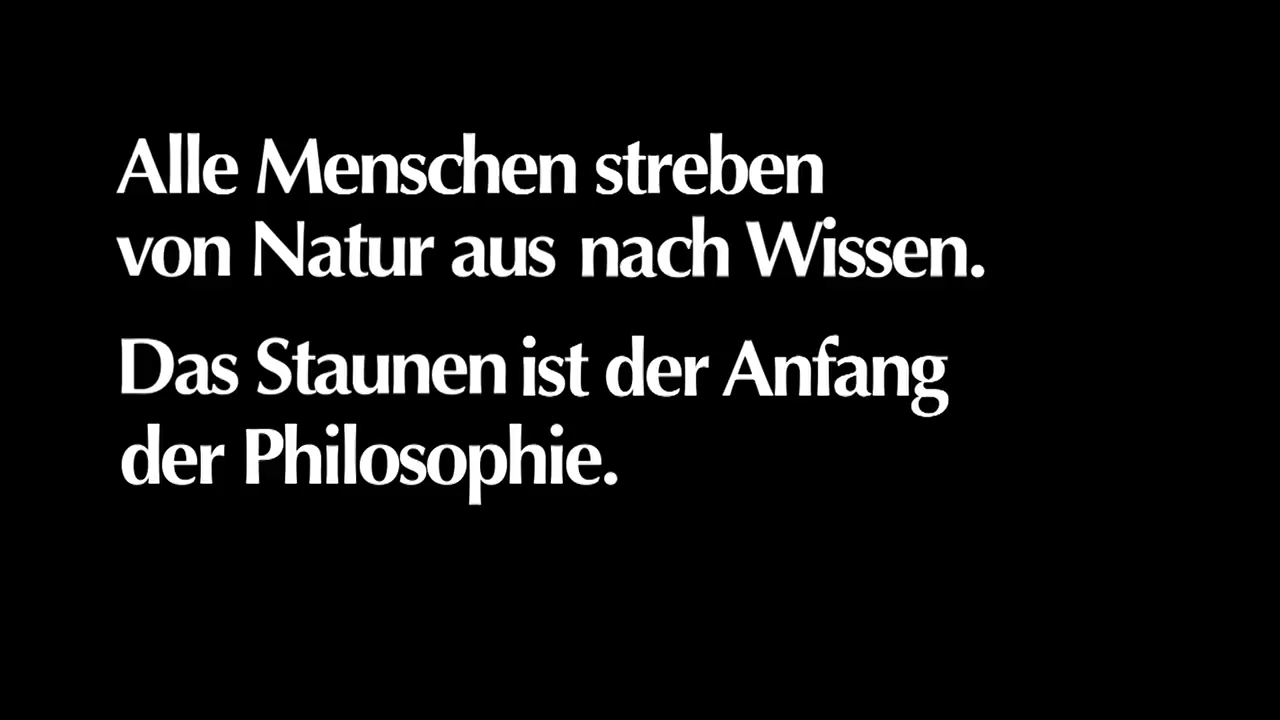 Alle Menschen streben
von Natur aus nach Wissen.
Das Staunen ist der Anfang
der Philosophie.